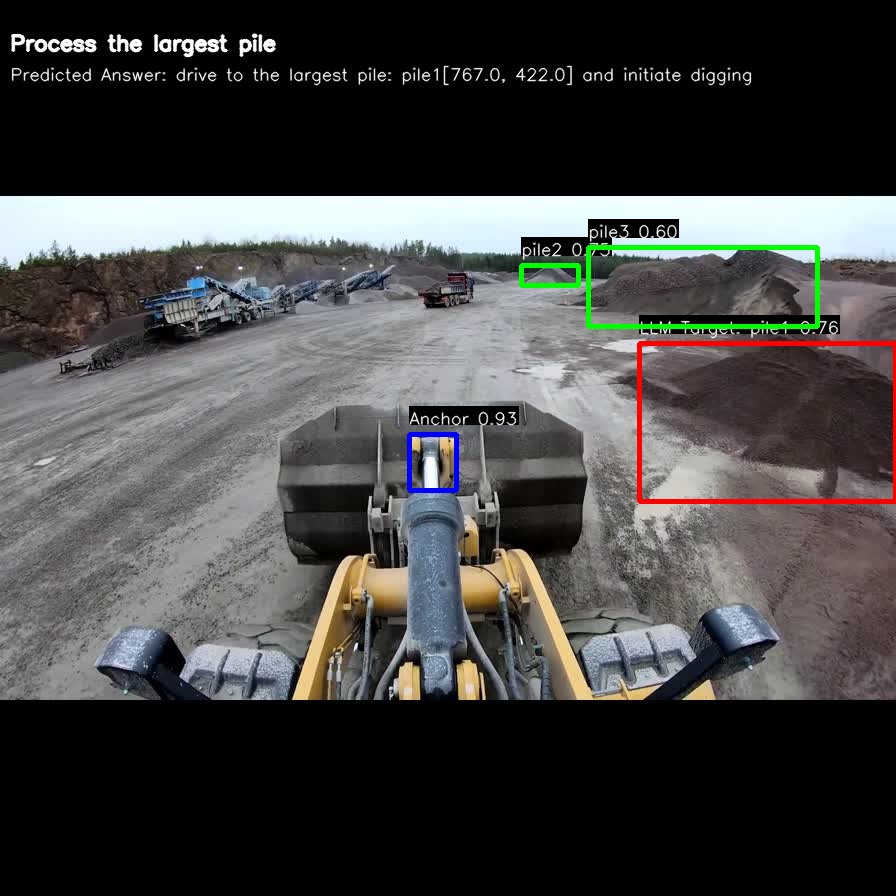 Process the largest pile
Predicted Answer: drive to the largest pile: pile1[767.0, 422.0] and initiate digging
pile3 0.60
pile2 0.75
LLM Target: pile1 0.76
Anchor 0.93